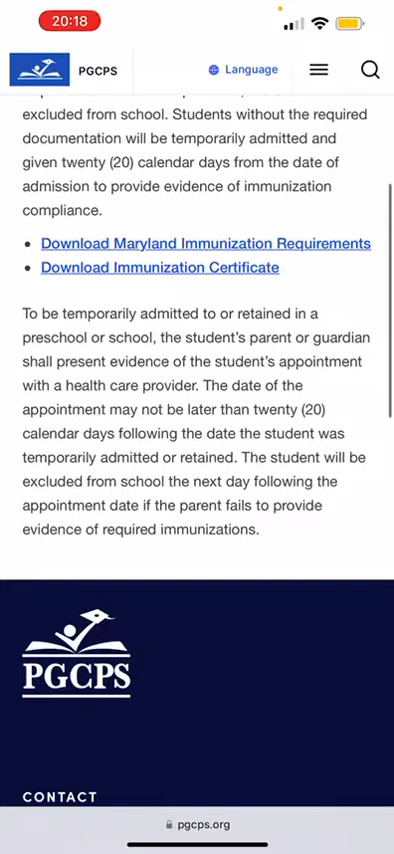 20:18
PGCPS
Language
excluded from school. Students without the required
documentation will be temporarily admitted and
given twenty (20) calendar days from the date of
admission to provide evidence of immunization
compliance.
Download Maryland Immunization Requirements
Download Immunization Certificate
To be temporarily admitted to or retained in a
preschool or school, the student's parent or guardian
shall present evidence of the student's appointment
with a health care provider. The date of the
appointment may not be later than twenty (20)
calendar days following the date the student was
temporarily admitted or retained. The student will be
excluded from school the next day following the
appointment date if the parent fails to provide
evidence of required immunizations.
PGCPS
CONTACT
pgcps.org